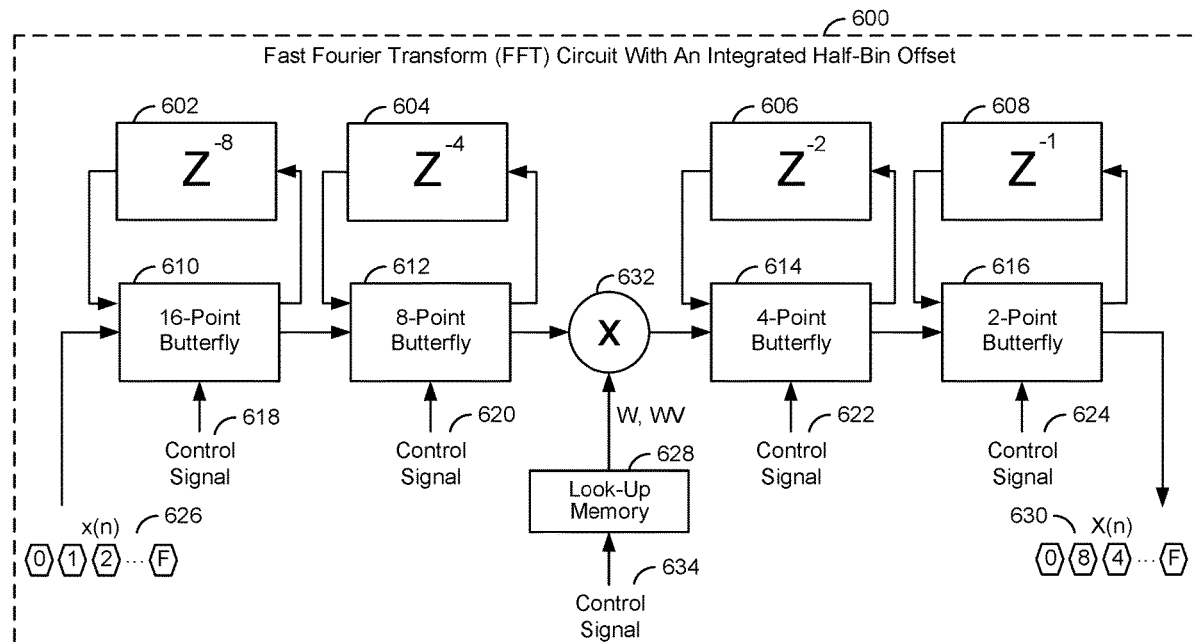 600
Fast Fourier Transform (FFT) Circuit With An Integrated Half-Bin Offset
602
Z-8
604
Z-4
606
Z-2
608
Z-1
610
16-Point
Butterfly
612
8-Point
Butterfly
632
X
614
4-Point
Butterfly
616
2-Point
Butterfly
618
Control
Signal
620
Control
Signal
W, WV
622
Control
Signal
624
Control
Signal
628
Look-Up
Memory
x(n) 626
0 1 2 ... F
630 X(n)
0 8 4 ... F
634
Control
Signal